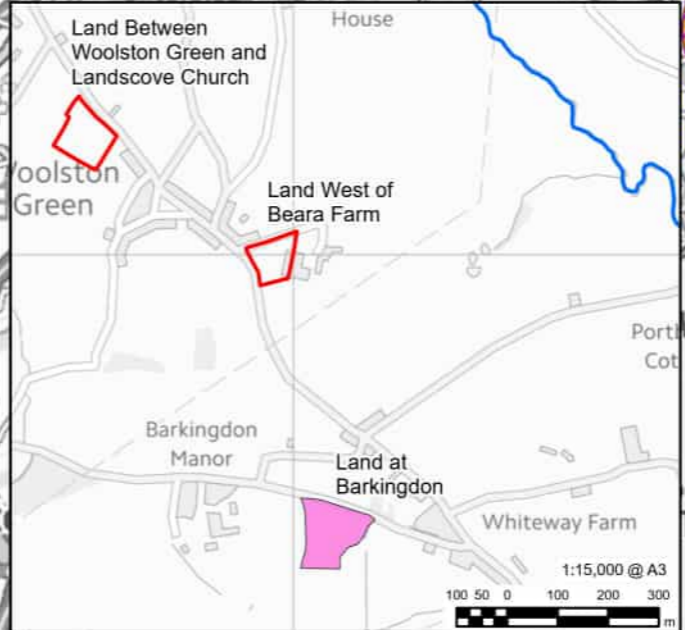 House
Land Between
Woolston Green and
Landscove Church
Green
Land West of
Beara Farm
Barkingdon
Manor
Land at
Barkingdon
Whiteway Farm
1:15,000 @ A3
100 50 0 100 200 300
m